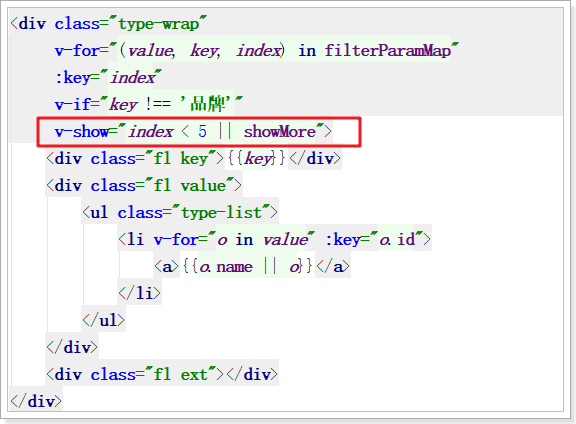 <div class="type-wrap"
v-for="(value, key, index) in filterParamMap"
:key="index"
v-if="key !== '品牌'"
v-show="index < 5 || showMore">
<div class="fl key">{{key}}</div>
<div class="fl value">
<ul class="type-list">
<li v-for="o in value" :key="o.id">
<a>{{o.name || o}}</a>
</li>
</ul>
</div>
<div class="fl ext"></div>
</div>